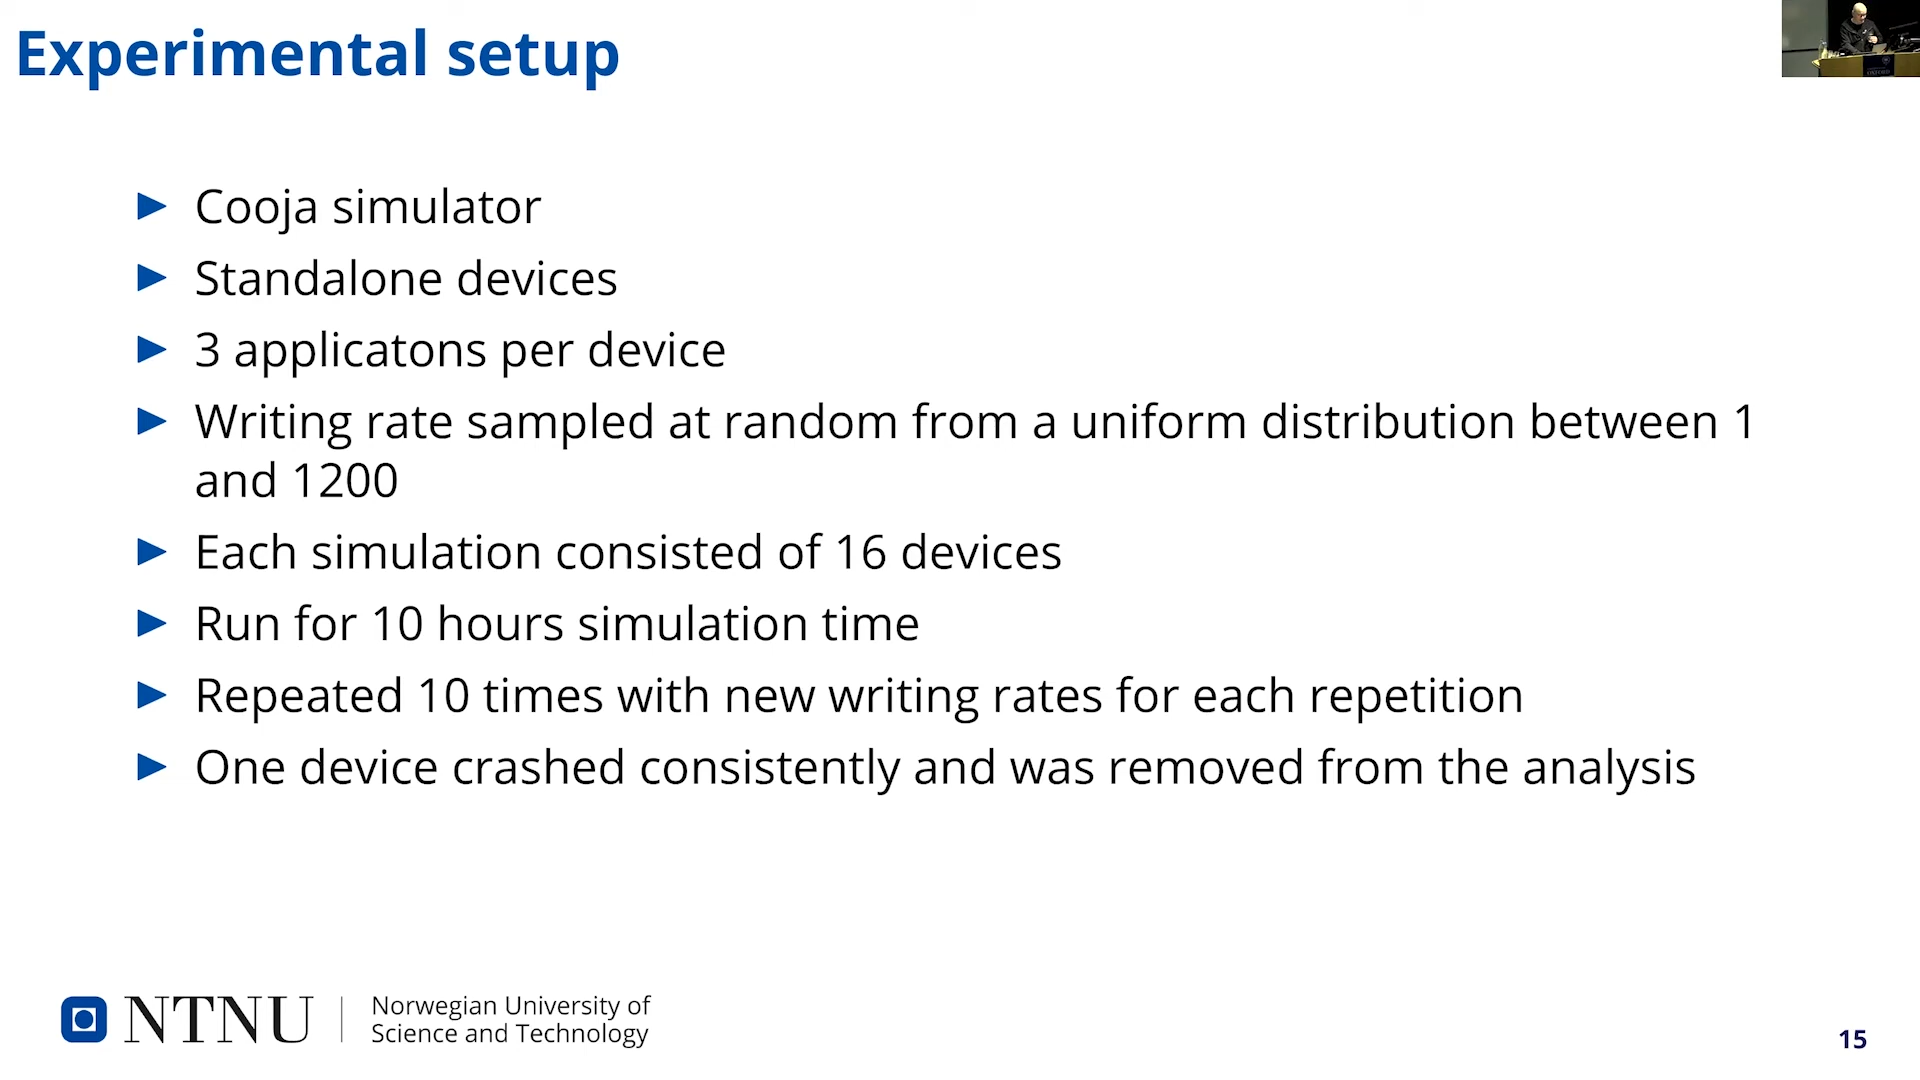 Experimental setup
Cooja simulator
Standalone devices
3 applicatons per device
Writing rate sampled at random from a uniform distribution between 1
and 1200
Each simulation consisted of 16 devices
Run for 10 hours simulation time
Repeated 10 times with new writing rates for each repetition
One device crashed consistently and was removed from the analysis
NTNU
Norwegian University of
Science and Technology
15